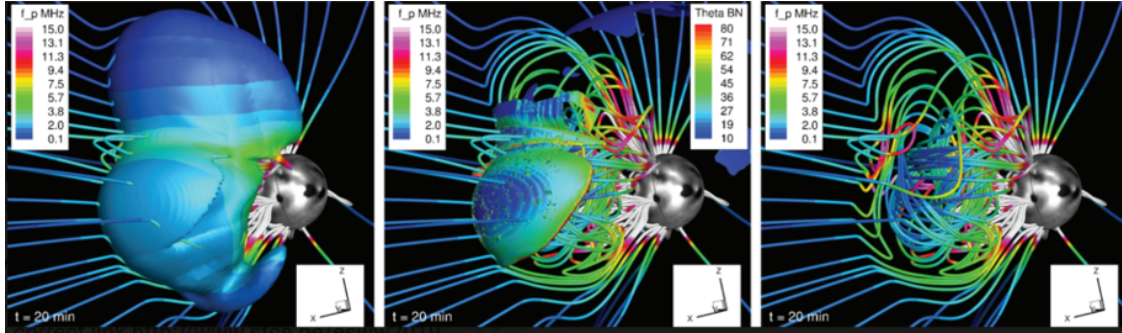 f_p MHz
15.0
13.1
11.3
9.4
7.5
5.7
3.8
2.0
0.1
z
x
t = 20 min
f_p MHz
15.0
13.1
11.3
9.4
7.5
5.7
3.8
2.0
0.1
Theta BN
80
71
62
54
45
36
27
19
10
z
x
t = 20 min
f_p MHz
15.0
13.1
11.3
9.4
7.5
5.7
3.8
2.0
0.1
z
x
t = 20 min